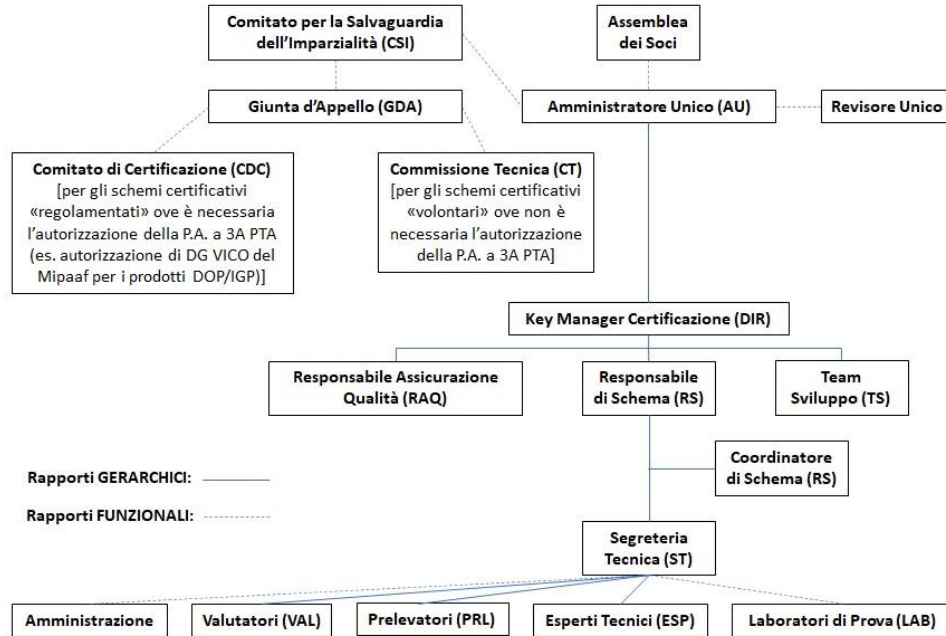 Comitato per la Salvaguardia
dell'Imparzialità (CSI)
Assemblea
dei Soci
Giunta d'Appello (GDA)
Amministratore Unico (AU)
Revisore Unico
Comitato di Certificazione (CDC)
[per gli schemi certificativi
«regolamentati» ove è necessaria
l'autorizzazione della P.A. a 3A PTA
(es. autorizzazione di DG VICO del
Mipaaf per i prodotti DOP/IGP)]
Commissione Tecnica (CT)
[per gli schemi certificativi
«volontari» ove non è
necessaria l'autorizzazione
della P.A. a 3A PTA]
Key Manager Certificazione (DIR)
Responsabile Assicurazione
Qualità (RAQ)
Responsabile
di Schema (RS)
Team
Sviluppo (TS)
Coordinatore
di Schema (RS)
Rapporti GERARCHICI:
Rapporti FUNZIONALI:
Segreteria
Tecnica (ST)
Amministrazione
Valutatori (VAL)
Prelevatori (PRL)
Esperti Tecnici (ESP)
Laboratori di Prova (LAB)